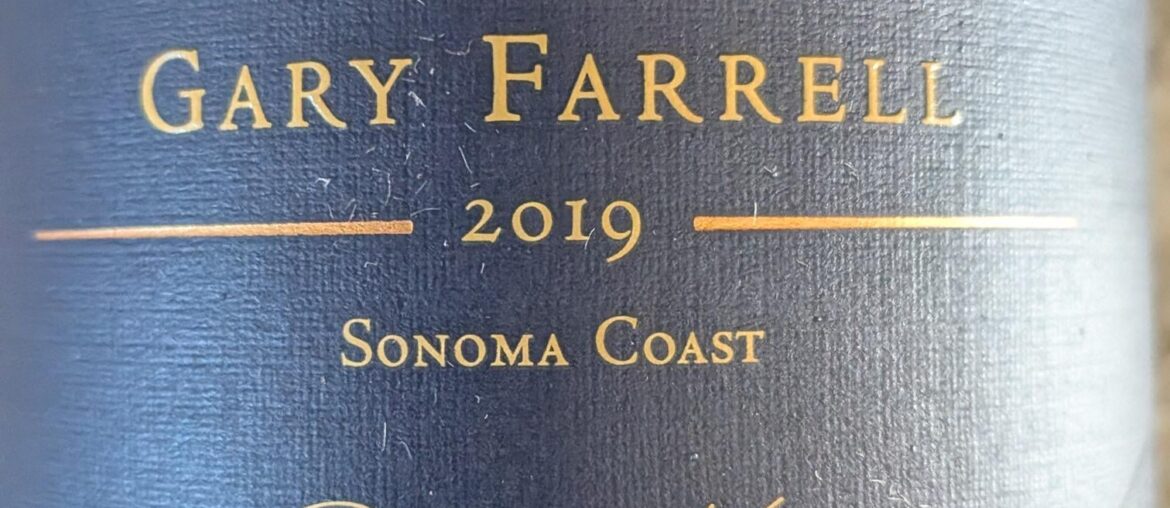 GARY FARRELL
2019
SONOMA COAST